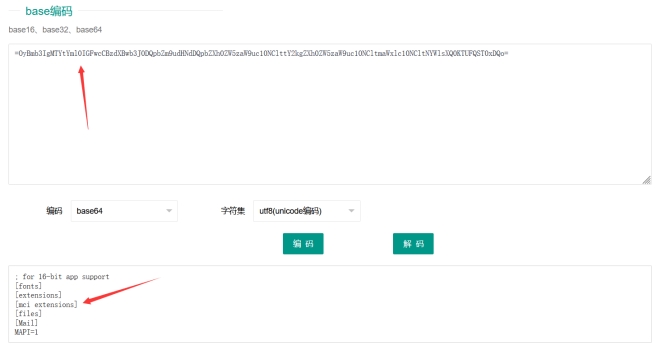 base编码
base16、base32、base64
=OyBmb3IgMTYtYml0IGFwcCBzdXBwb3J0DQpbZm9udHNdDQpbZXh0ZW5zaW9uc10NClttY2kgZXh0ZW5zaW9uc10NCltmaWxlc10NCltNYWlsXQ0KTUFQST0xDQo=
编码 base64 字符集 utf8(unicode编码)
编 码 解 码
; for 16-bit app support
[fonts]
[extensions]
[mci extensions]
[files]
[Mail]
MAPI=1